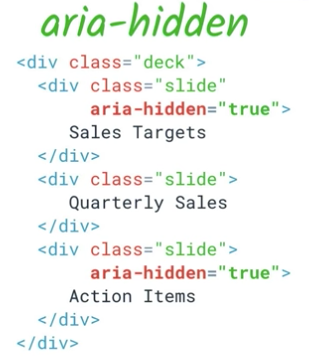 aria-hidden
<div class="deck">
<div class="slide"
aria-hidden="true">
Sales Targets
</div>
<div class="slide">
Quarterly Sales
</div>
<div class="slide">
aria-hidden="true">
Action Items
</div>
</div>